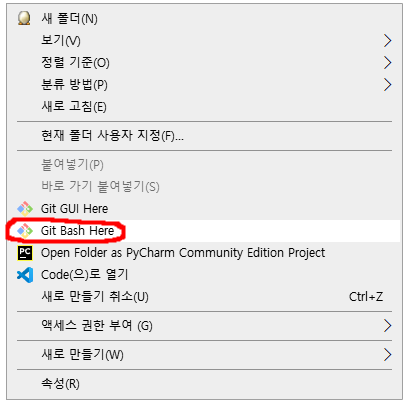 새 폴더(N)
보기(V)
정렬 기준(O)
분류 방법(P)
새로 고침(E)
현재 폴더 사용자 지정(F)...
붙여넣기(P)
바로 가기 붙여넣기(S)
Git GUI Here
Git Bash Here
PC Open Folder as PyCharm Community Edition Project
Code(으)로 열기
새로 만들기 취소(U) Ctrl+Z
액세스 권한 부여 (G)
새로 만들기(W)
속성(R)